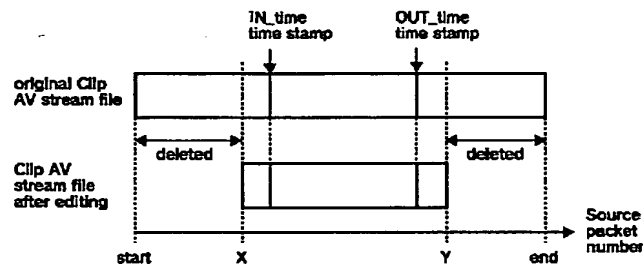 IN_time
time stamp
OUT_time
time stamp
original Clip
AV stream file
deleted
deleted
Clip AV
stream file
after editing
start
X
Y
end
Source
packet
number